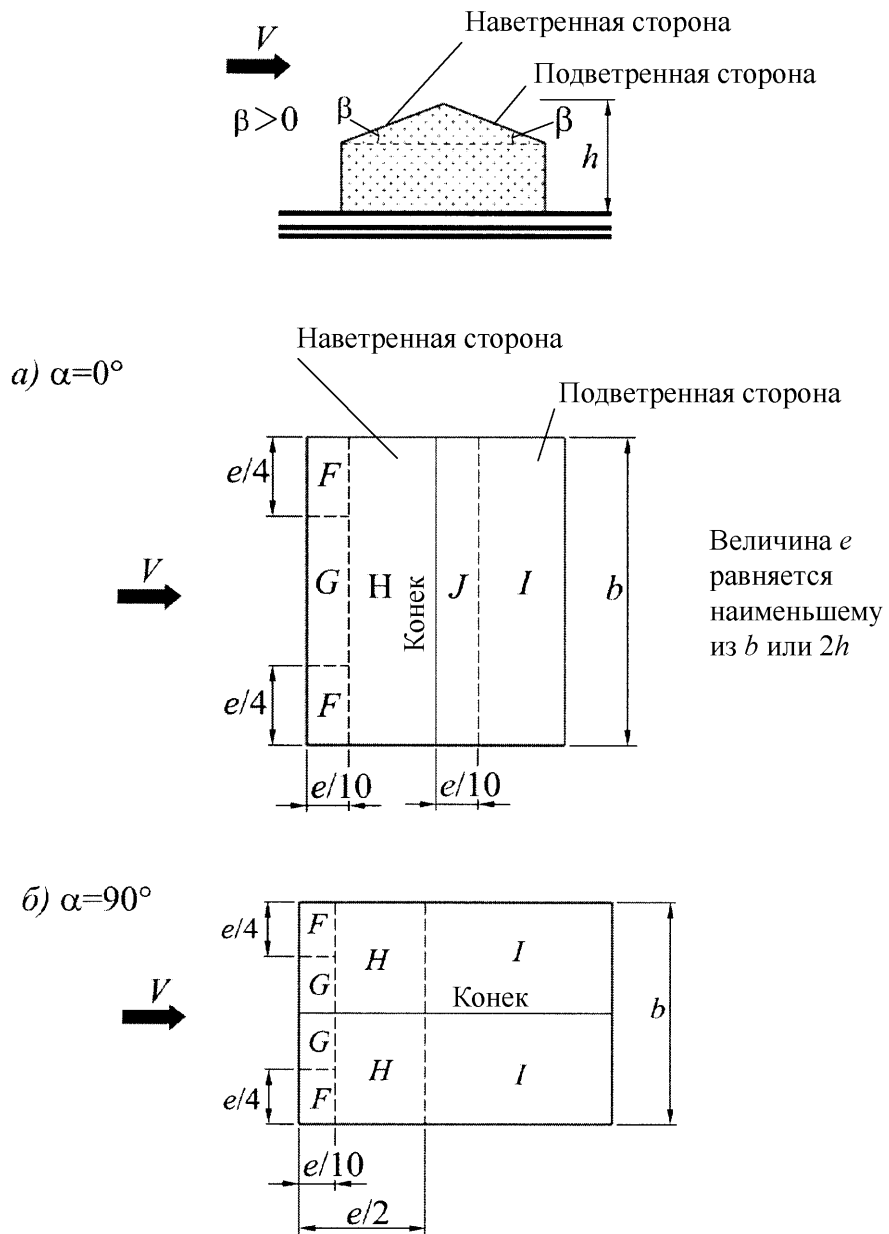 Наветренная сторона
V
Подветренная сторона
β>0
β
β
h
Наветренная сторона
а) α=0°
Подветренная сторона
e/4
F
V
G
H
Конек
J
I
b
Величина e
равняется
наименьшему
из b или 2h
e/4
F
e/10
e/10
б) α=90°
e/4
F
H
I
V
G
Конек
b
G
H
I
e/4
F
e/10
e/2